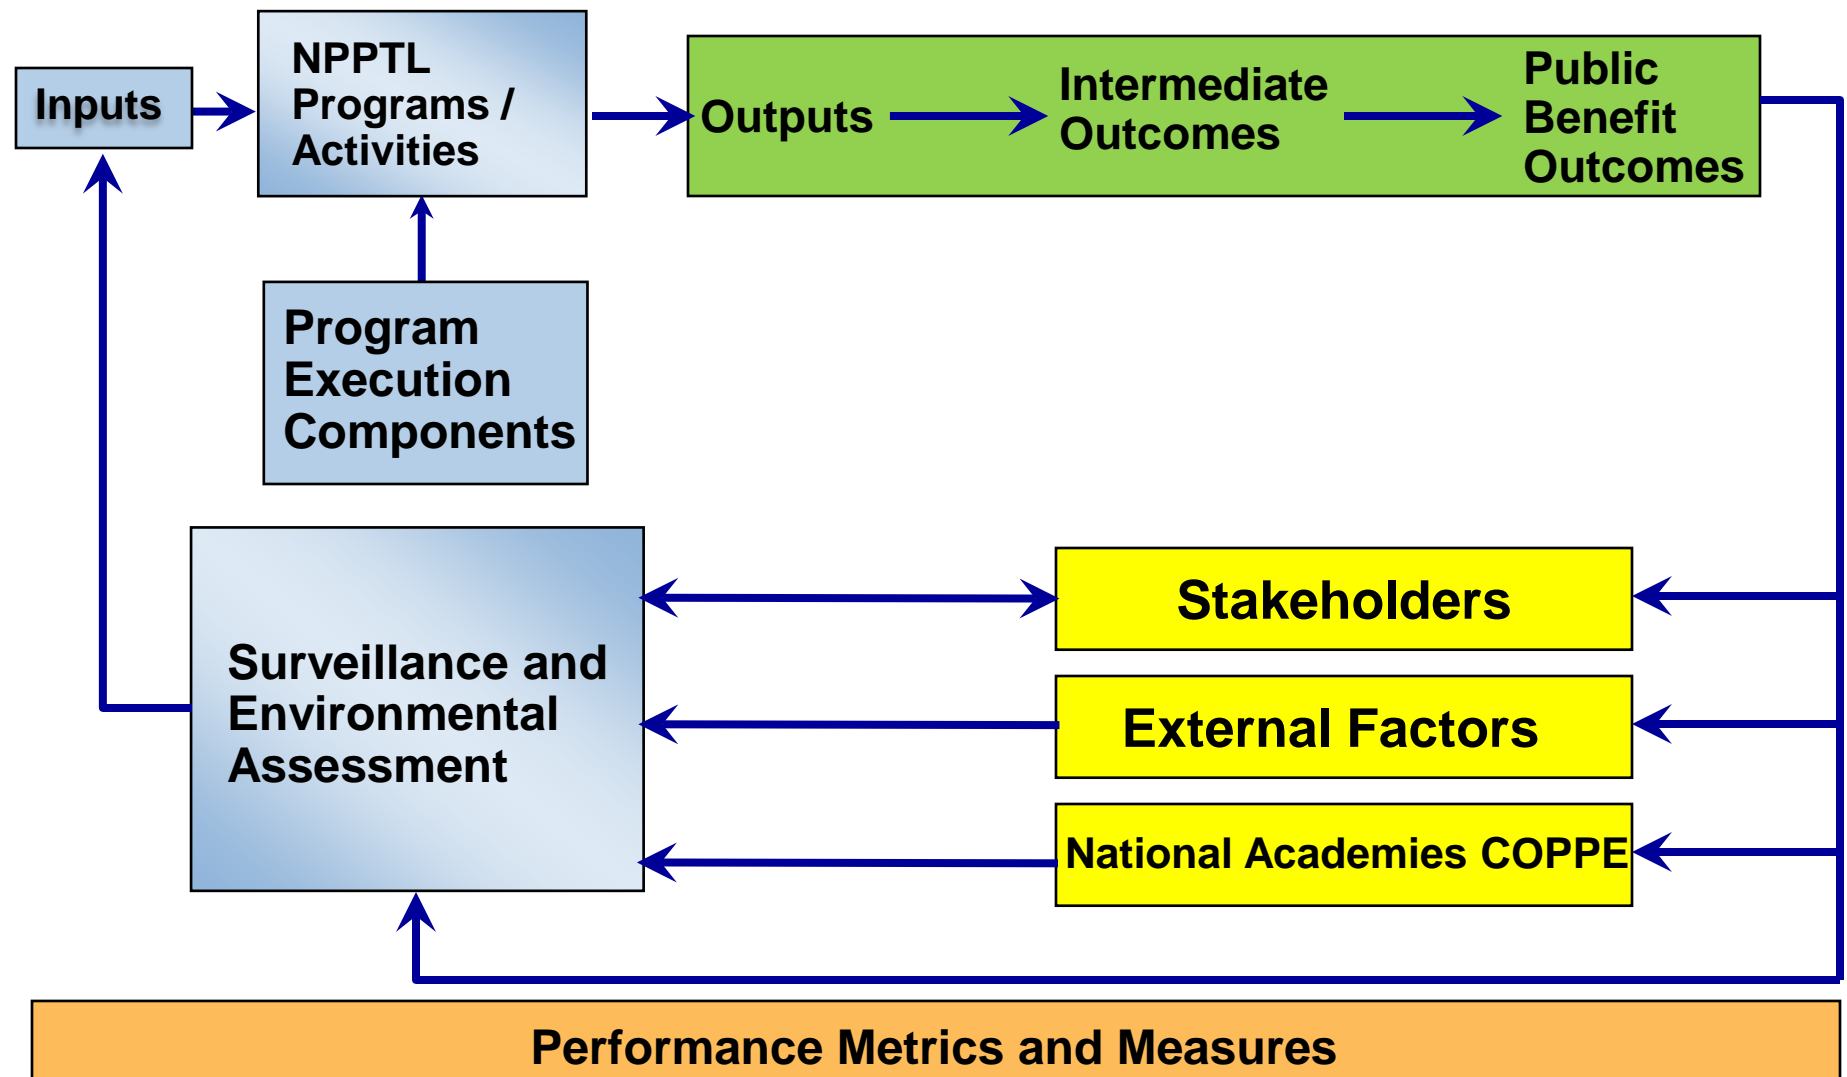 Inputs
NPPTL
Programs /
Activities
Outputs
Intermediate
Outcomes
Public
Benefit
Outcomes
Program
Execution
Components
Surveillance and
Environmental
Assessment
Stakeholders
External Factors
National Academies COPPE
Performance Metrics and Measures